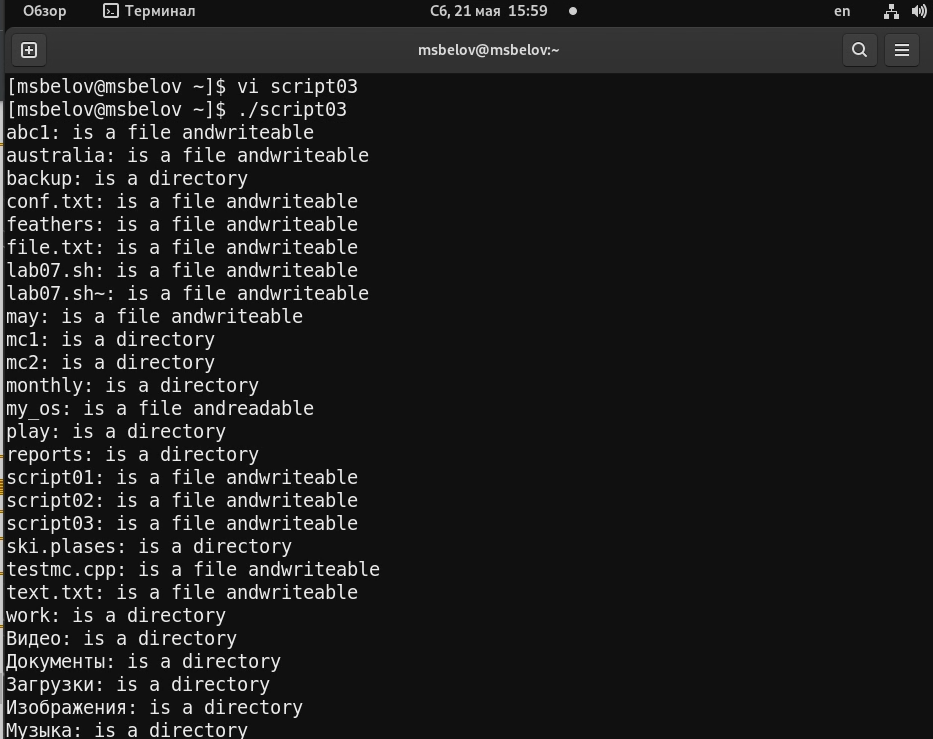 Обзор Терминал Сб, 21 мая 15:59 en
msbelov@msbelov:~
[msbelov@msbelov ~]$ vi script03
[msbelov@msbelov ~]$ ./script03
abc1: is a file andwriteable
australia: is a file andwriteable
backup: is a directory
conf.txt: is a file andwriteable
feathers: is a file andwriteable
file.txt: is a file andwriteable
lab07.sh: is a file andwriteable
lab07.sh~: is a file andwriteable
may: is a file andwriteable
mc1: is a directory
mc2: is a directory
monthly: is a directory
my_os: is a file andreadable
play: is a directory
reports: is a directory
script01: is a file andwriteable
script02: is a file andwriteable
script03: is a file andwriteable
ski.plases: is a directory
testmc.cpp: is a file andwriteable
text.txt: is a file andwriteable
work: is a directory
Видео: is a directory
Документы: is a directory
Загрузки: is a directory
Изображения: is a directory
Музыка: is a directory